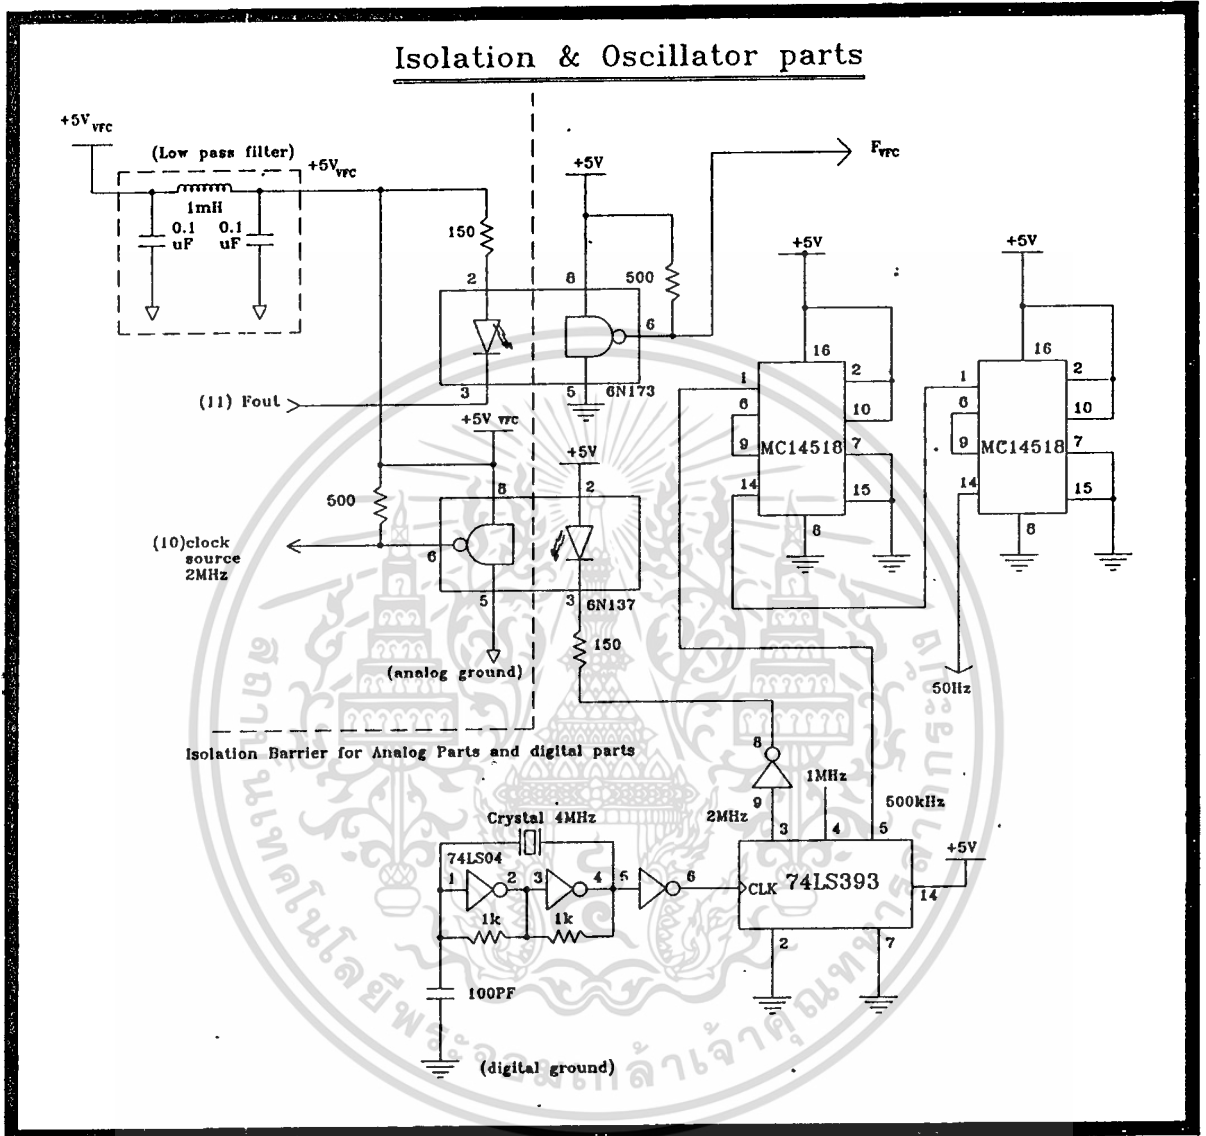 Isolation & Oscillator parts
+5V VFC
(Low pass filter)
+5V VFC
1mH
0.1 uF
0.1 uF
150
2
3
+5V
8
500
6
5
6N173
F VFC
(11) Fout
+5V VFC
8
500
6
5
(10)clock
source
2MHz
(analog ground)
+5V
2
3
6N137
150
+5V
16
1
2
6
10
9
MC14518
7
14
15
8
+5V
16
1
2
6
10
9
MC14518
7
14
15
8
50Hz
Isolation Barrier for Analog Parts and digital parts
8
9
2MHz
1MHz
500kHz
3
4
5
+5V
CLK
74LS393
14
2
7
Crystal 4MHz
74LS04
1
2
3
4
5
6
1k
1k
100PF
(digital ground)